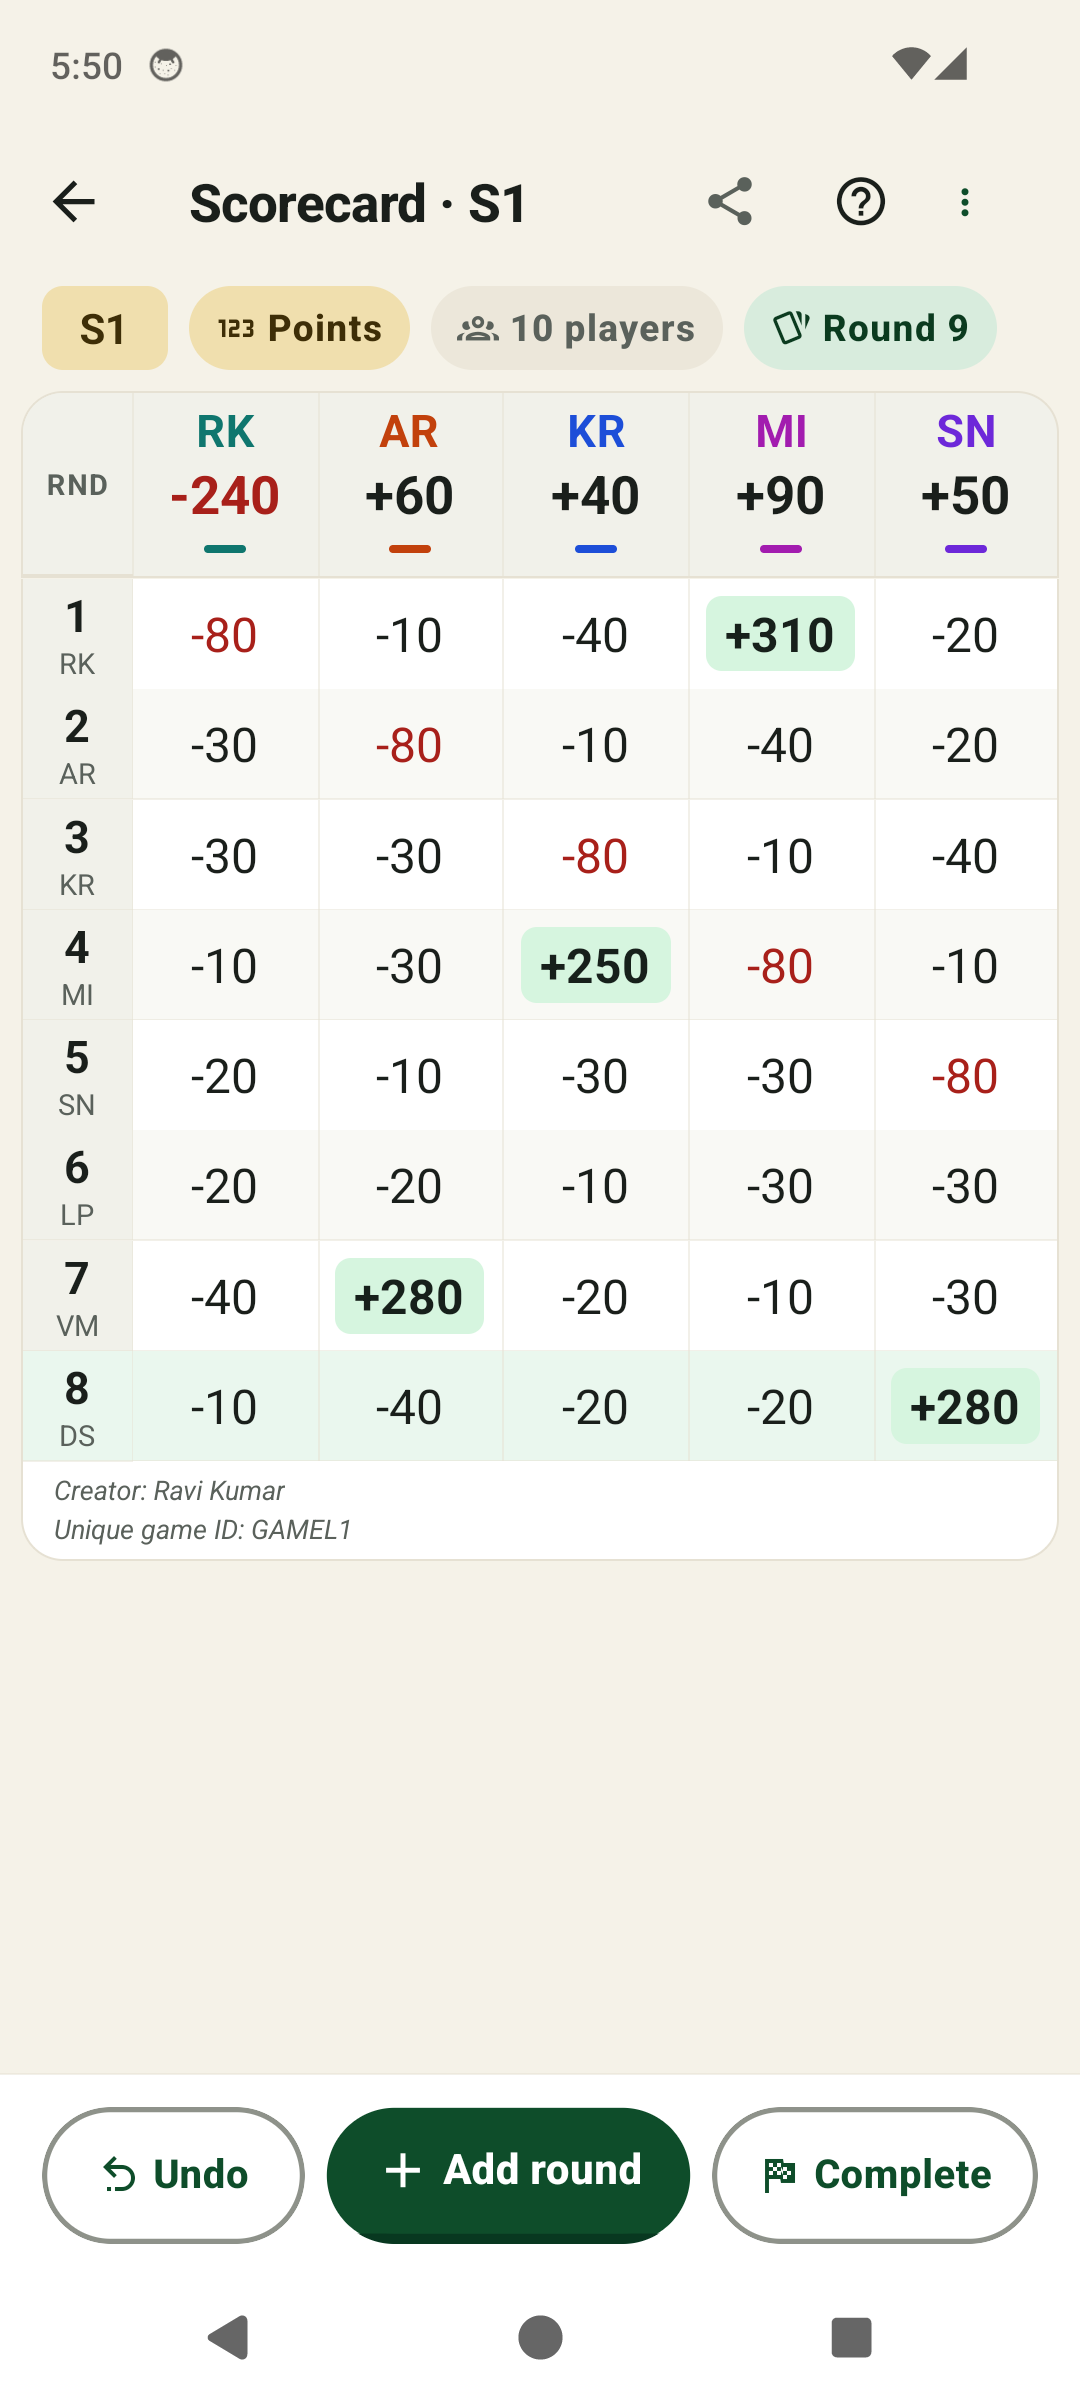 5:50
Scorecard · S1
S1 123 Points 10 players Round 9
RND RK AR KR MI SN
-240 +60 +40 +90 +50
1 RK -80 -10 -40 +310 -20
2 AR -30 -80 -10 -40 -20
3 KR -30 -30 -80 -10 -40
4 MI -10 -30 +250 -80 -10
5 SN -20 -10 -30 -30 -80
6 LP -20 -20 -10 -30 -30
7 VM -40 +280 -20 -10 -30
8 DS -10 -40 -20 -20 +280
Creator: Ravi Kumar
Unique game ID: GAMEL1
Undo + Add round Complete